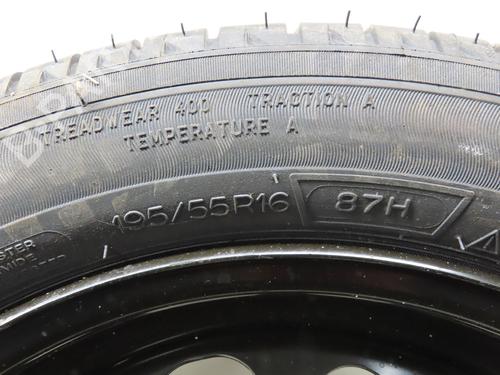 TREADWEAR 400 TRACTION A
TEMPERATURE A
195/55R16 87H